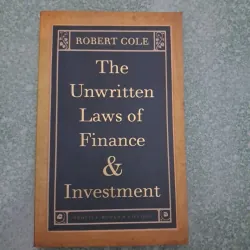 ROBERT COLE
The
Unwritten
Laws of
Finance
&
Investment